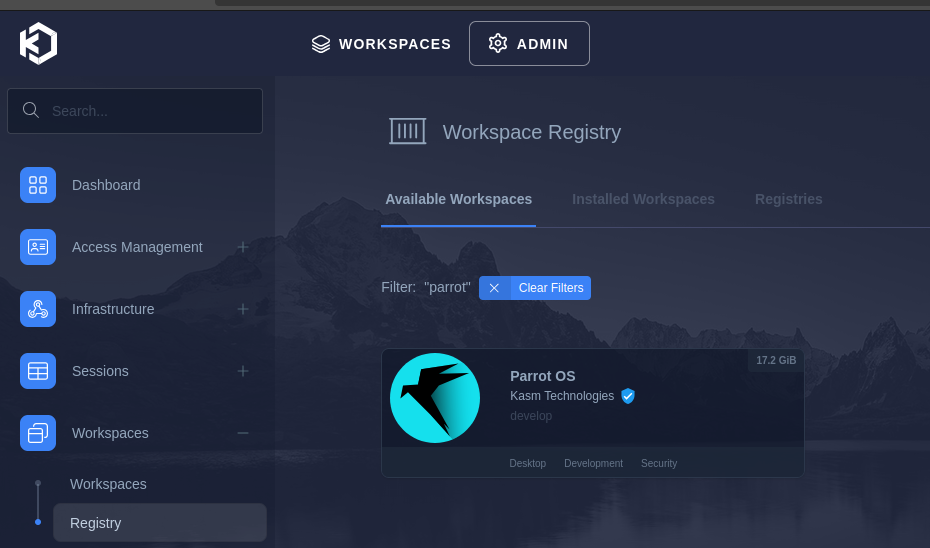 WORKSPACES
ADMIN
Search...
Dashboard
Access Management
Infrastructure
Sessions
Workspaces
Workspaces
Registry
Workspace Registry
Available Workspaces Installed Workspaces Registries
Filter: "parrot" Clear Filters
17.2 GiB
Parrot OS
Kasm Technologies
develop
Desktop Development Security